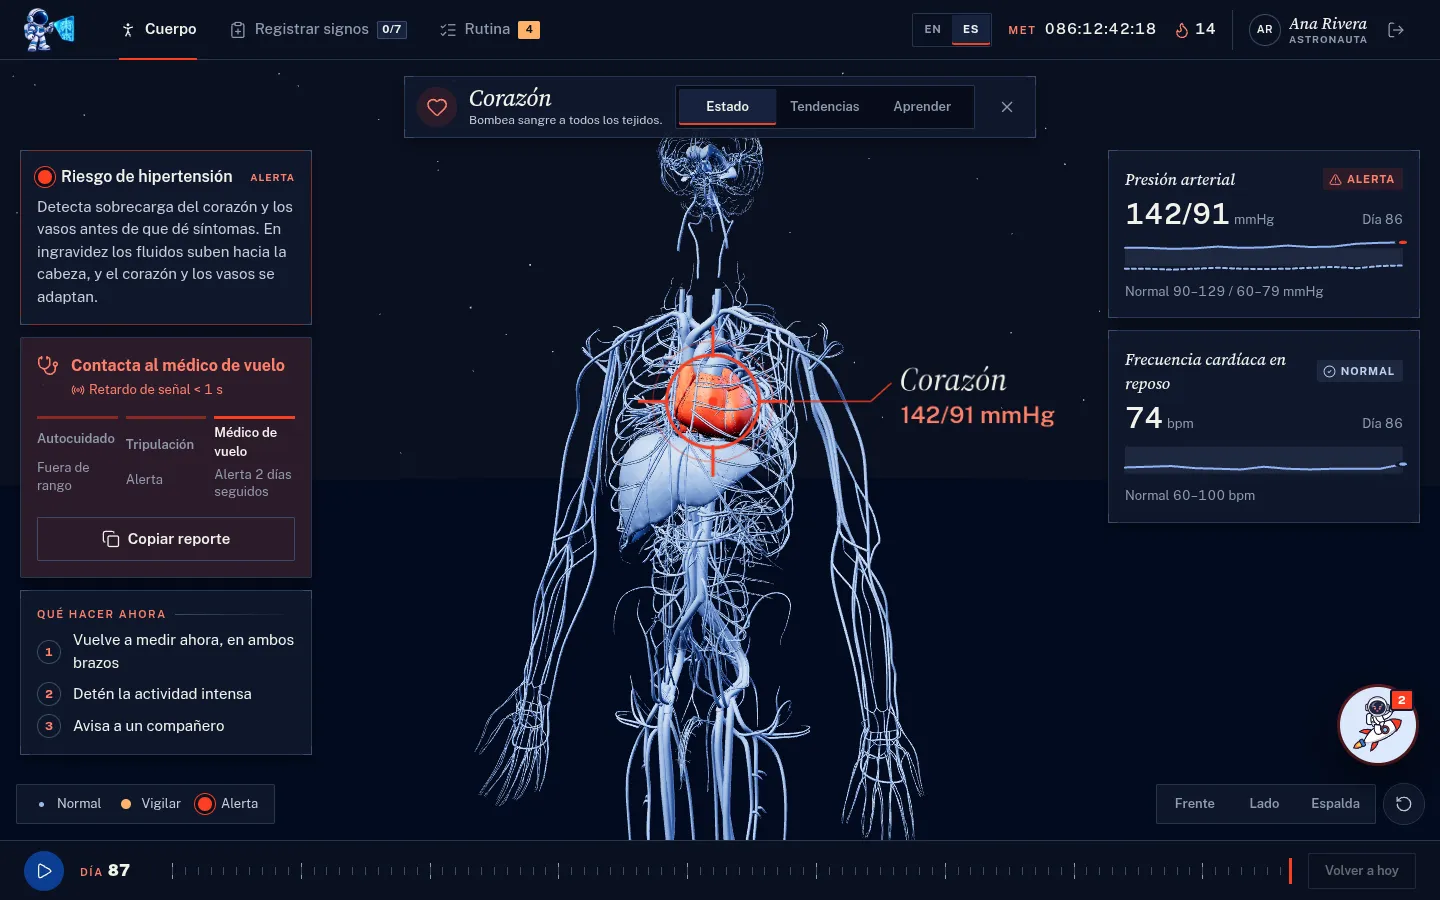 Cuerpo
Registrar signos 0/7
Rutina 4
EN ES
MET 086:12:42:18
14
AR
Ana Rivera
ASTRONAUTA
Corazón
Bombea sangre a todos los tejidos.
Estado Tendencias Aprender
Riesgo de hipertensión ALERTA
Detecta sobrecarga del corazón y los
vasos antes de que dé síntomas. En
ingravidez los fluidos suben hacia la
cabeza, y el corazón y los vasos se
adaptan.
Contacta al médico de vuelo
Retardo de señal < 1 s
Autocuidado
Fuera de
rango
Tripulación
Alerta
Médico de
vuelo
Alerta 2 días
seguidos
Copiar reporte
QUÉ HACER AHORA
1 Vuelve a medir ahora, en ambos
brazos
2 Detén la actividad intensa
3 Avisa a un compañero
Normal Vigilar Alerta
Corazón
142/91 mmHg
Presión arterial ALERTA
142/91 mmHg Día 86
Normal 90–129 / 60–79 mmHg
Frecuencia cardíaca en
reposo
NORMAL
74 bpm Día 86
Normal 60–100 bpm
2
Frente Lado Espalda
DÍA 87
Volver a hoy